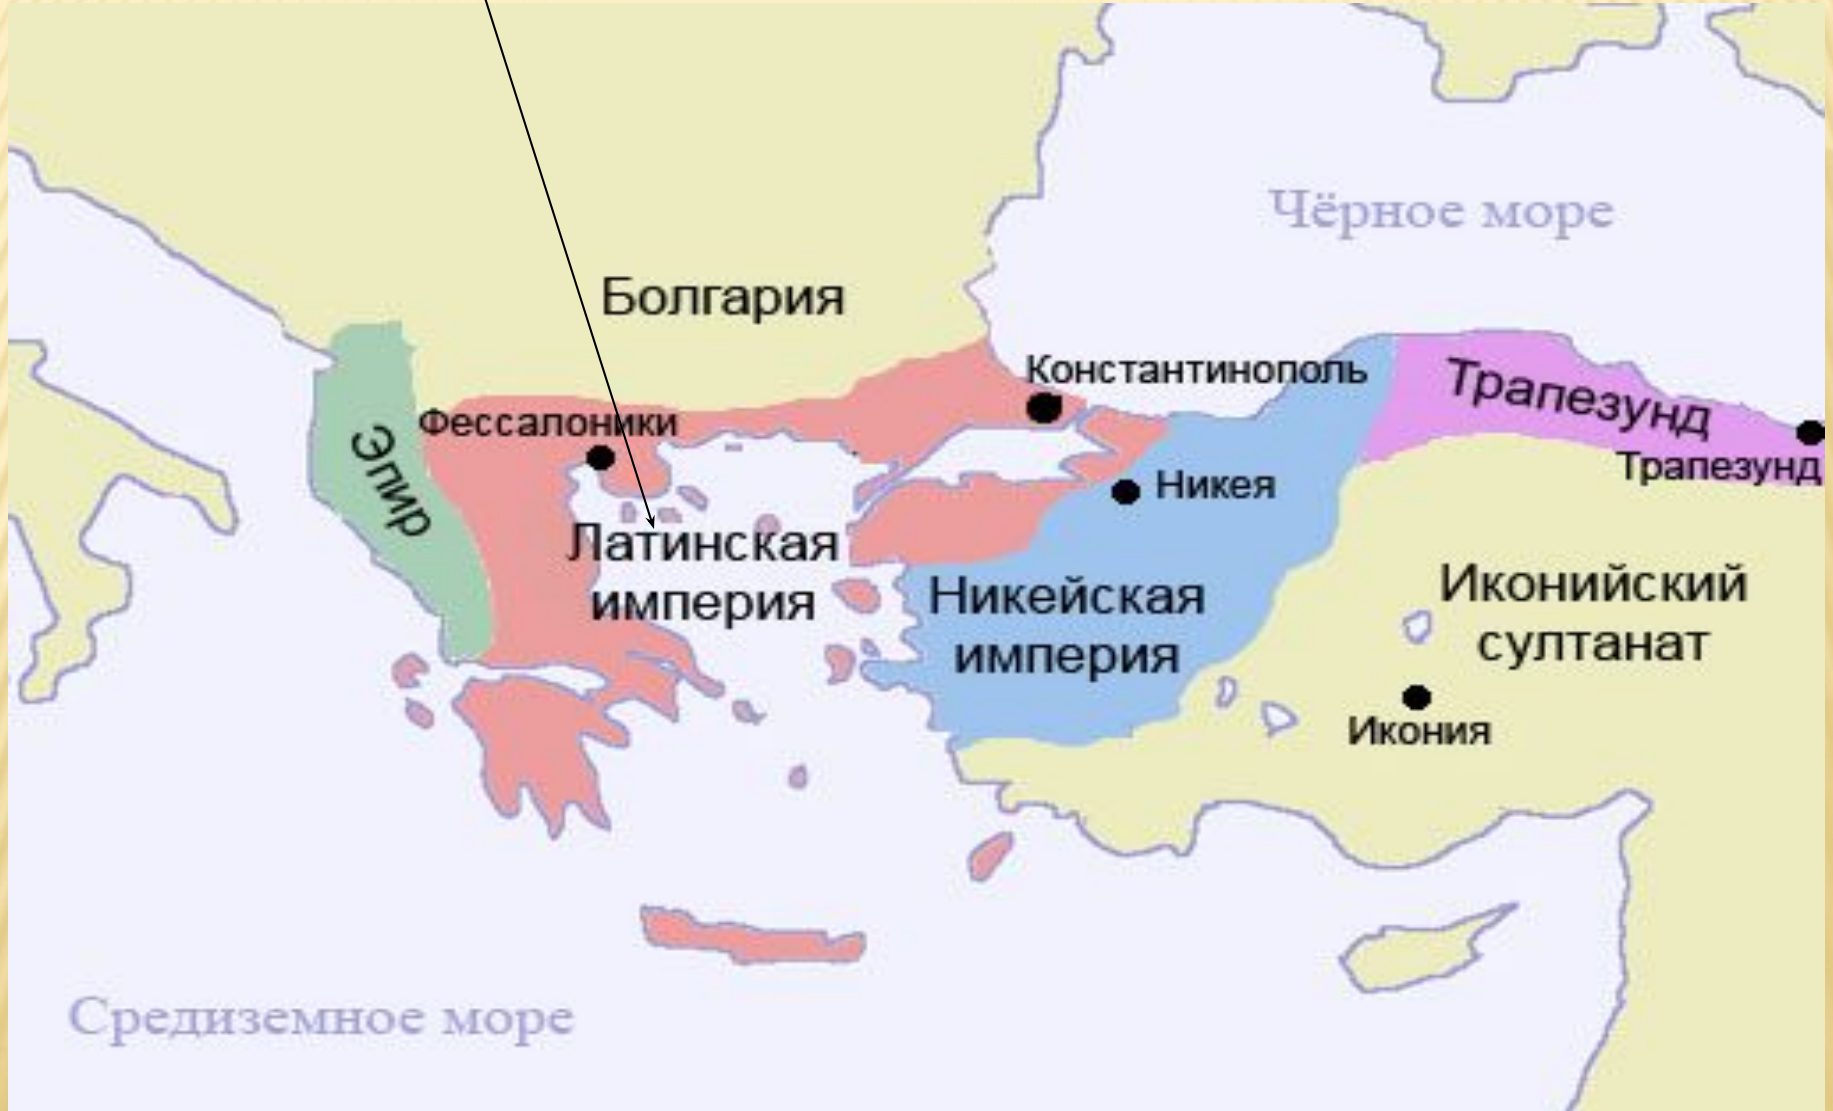 Чёрное море
Болгария
Константинополь
Трапезунд
Фессалоники
Эпир
Трапезунд
Никея
Латинская
империя
Никейская
империя
Иконийский
султанат
Икония
Средиземное море